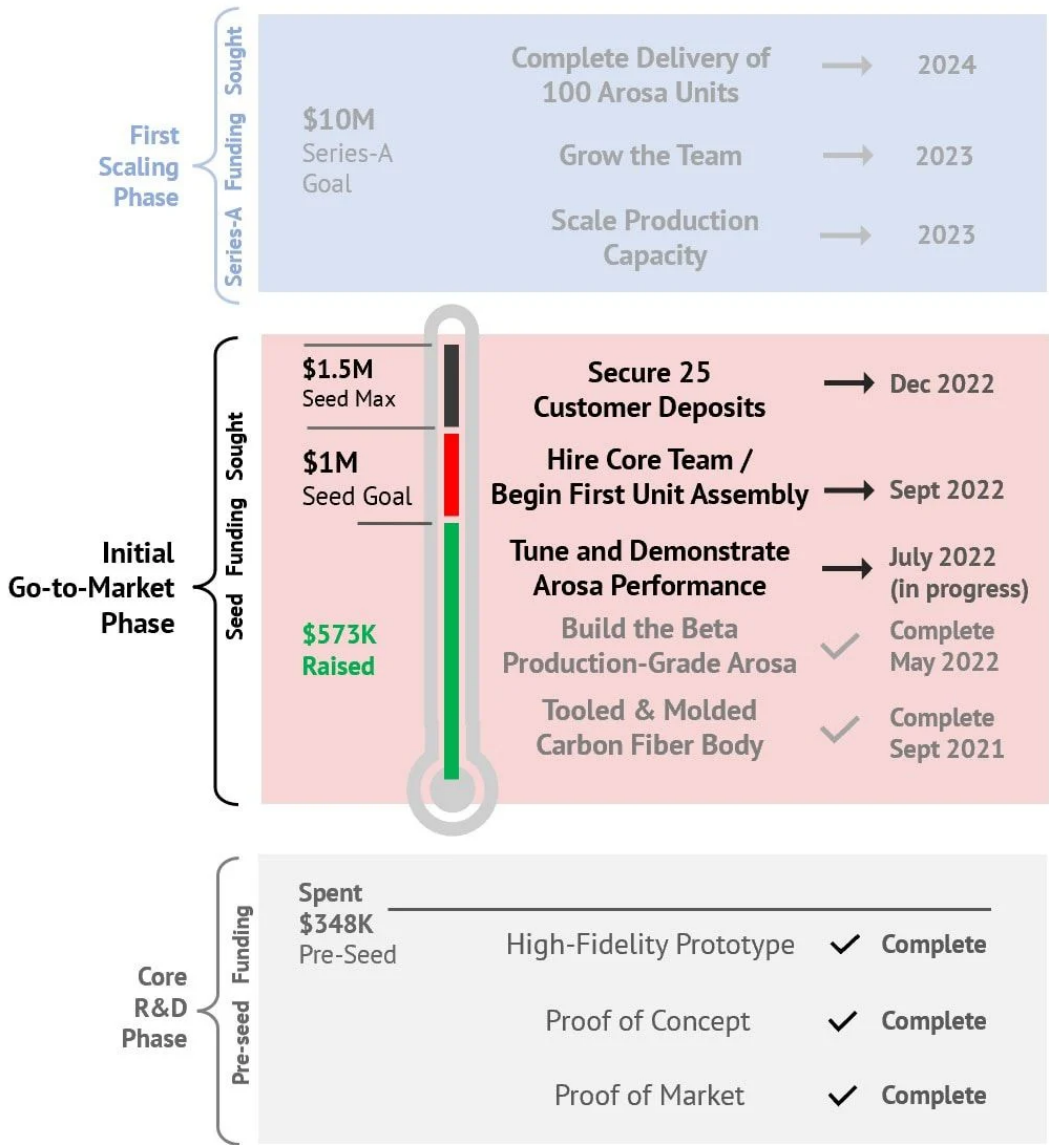 First
Scaling
Phase
Series-A Funding Sought
$10M
Series-A
Goal
Complete Delivery of
100 Arosa Units
2024
Grow the Team
2023
Scale Production
Capacity
2023
Initial
Go-to-Market
Phase
Seed Funding Sought
$1.5M
Seed Max
$1M
Seed Goal
$573K
Raised
Secure 25
Customer Deposits
Dec 2022
Hire Core Team /
Begin First Unit Assembly
Sept 2022
Tune and Demonstrate
Arosa Performance
July 2022
(in progress)
Build the Beta
Production-Grade Arosa
Complete
May 2022
Tooled & Molded
Carbon Fiber Body
Complete
Sept 2021
Core
R&D
Phase
Pre-seed Funding
Spent
$348K
Pre-Seed
High-Fidelity Prototype
Complete
Proof of Concept
Complete
Proof of Market
Complete